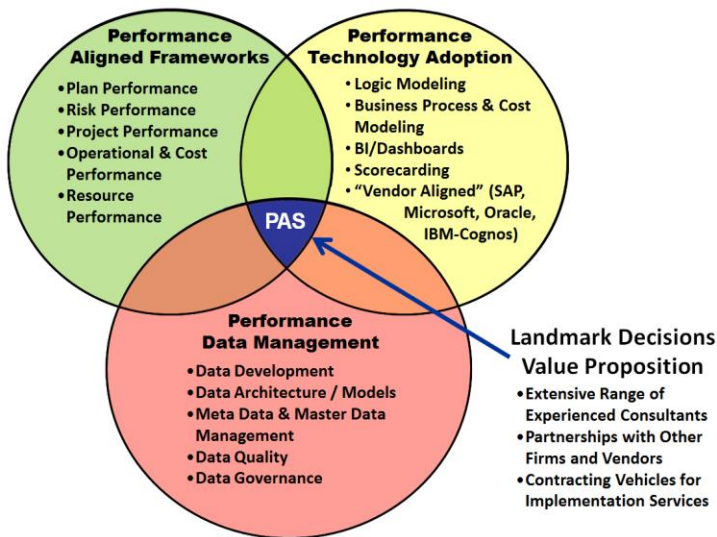 Performance
Aligned Frameworks
•Plan Performance
•Risk Performance
•Project Performance
•Operational & Cost
Performance
•Resource
Performance
Performance
Technology Adoption
•Logic Modeling
•Business Process & Cost
Modeling
•BI/Dashboards
•Scorecarding
•“Vendor Aligned” (SAP,
Microsoft, Oracle,
IBM-Cognos)
PAS
Performance
Data Management
•Data Development
•Data Architecture / Models
•Meta Data & Master Data
Management
•Data Quality
•Data Governance
Landmark Decisions
Value Proposition
•Extensive Range of
Experienced Consultants
•Partnerships with Other
Firms and Vendors
•Contracting Vehicles for
Implementation Services